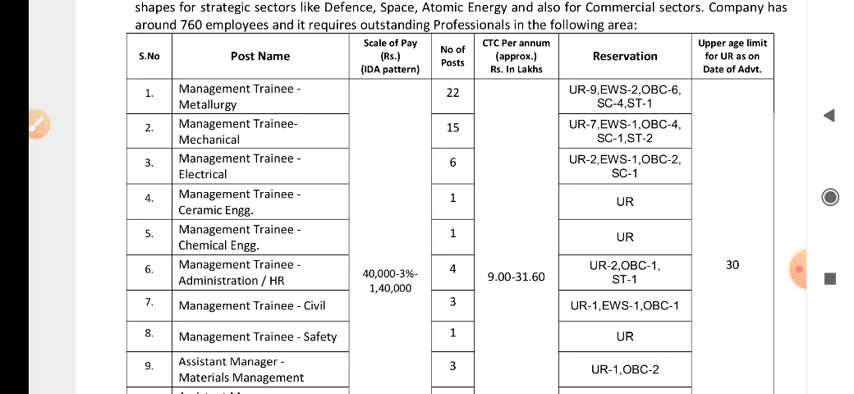 shapes for strategic sectors like Defence, Space, Atomic Energy and also for Commercial sectors. Company has
around 760 employees and it requires outstanding Professionals in the following area:
S.No
Post Name
Scale of Pay
(Rs.)
(IDA pattern)
No of
Posts
CTC Per annum
(approx.)
Rs. In Lakhs
Reservation
Upper age limit
for UR as on
Date of Advt.
1.
Management Trainee -
Metallurgy
22
UR-9,EWS-2,OBC-6,
SC-4,ST-1
2.
Management Trainee-
Mechanical
15
UR-7,EWS-1,OBC-4,
SC-1,ST-2
3.
Management Trainee -
Electrical
6
UR-2,EWS-1,OBC-2,
SC-1
4.
Management Trainee -
Ceramic Engg.
1
UR
5.
Management Trainee -
Chemical Engg.
1
UR
6.
Management Trainee -
Administration / HR
40,000-3%-
1,40,000
4
9.00-31.60
UR-2,OBC-1,
ST-1
30
7.
Management Trainee - Civil
3
UR-1,EWS-1,OBC-1
8.
Management Trainee - Safety
1
UR
9.
Assistant Manager -
Materials Management
3
UR-1,OBC-2